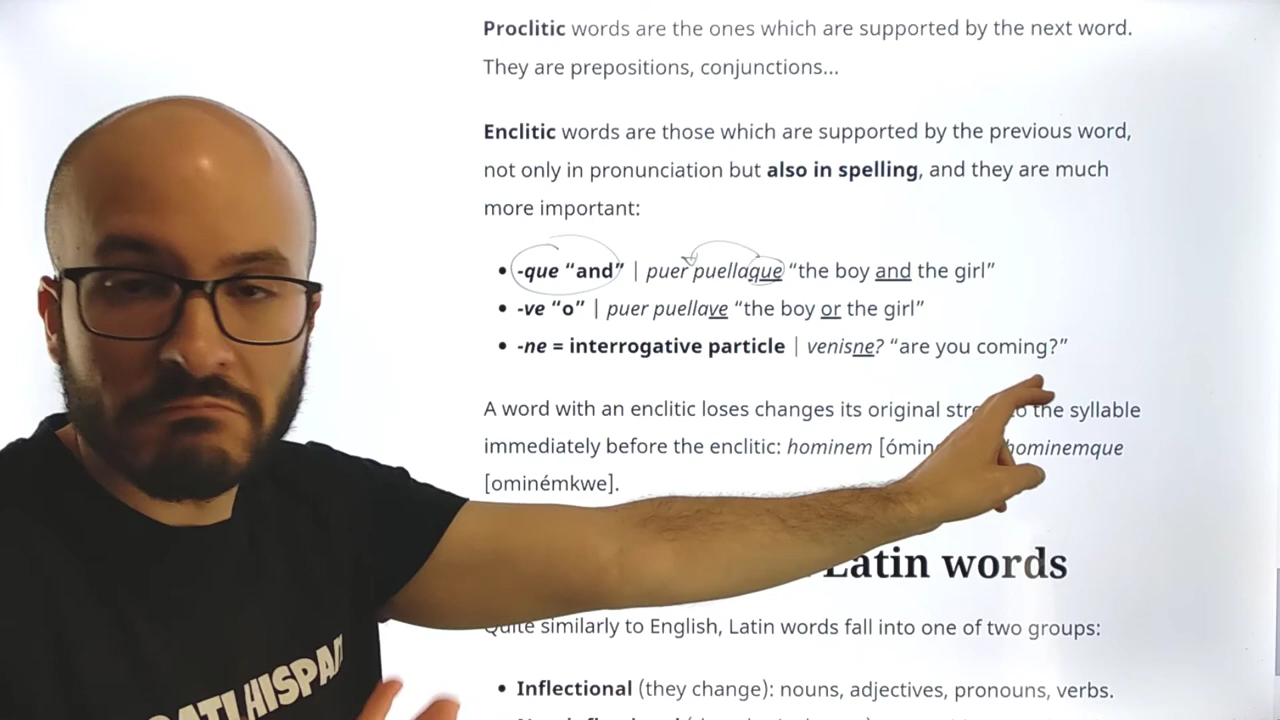 Proclitic words are the ones which are supported by the next word.
They are prepositions, conjunctions...
Enclitic words are those which are supported by the previous word,
not only in pronunciation but also in spelling, and they are much
more important:
• -que “and” | puer puellaque “the boy and the girl”
• -ve “o” | puer puellave “the boy or the girl”
• -ne = interrogative particle | venisne? “are you coming?”
A word with an enclitic loses changes its original the syllable
immediately before the enclitic: hominem hominemque
[ominémkwe].
Latin words
Quite similarly to English, Latin words fall into one of two groups:
• Inflectional (they change): nouns, adjectives, pronouns, verbs.